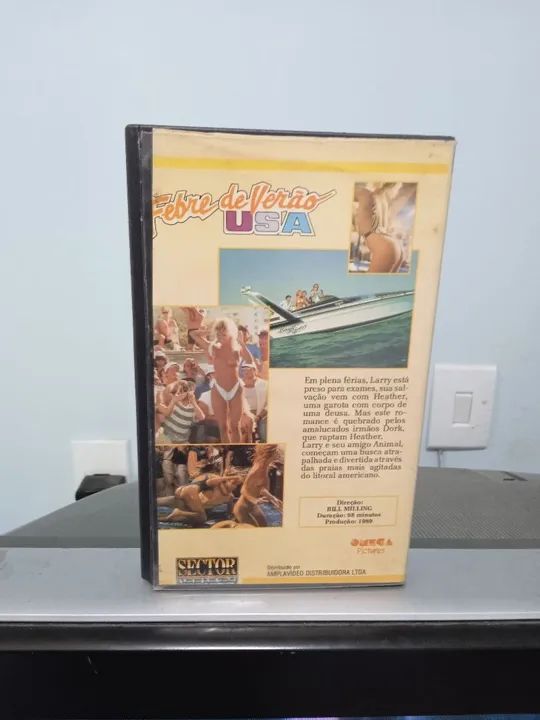 Febre de Verão
USA
Em plena férias, Larry está
preso para exames, sua sal-
vação vem com Heather,
uma garota com corpo de
uma deusa. Mas este ro-
mance é quebrado pelos
amalucados irmãos Dork,
que raptam Heather.
Larry e seu amigo Animal,
começam uma busca atra-
palhada e divertida através
das praias mais agitadas
do litoral americano.
Direção:
BILL MILLING
Duração: 98 minutos
Produção: 1989
OMEGA
Pictures
SECTOR
Distribuído por
AMPLAVÍDEO DISTRIBUIDORA LTDA.